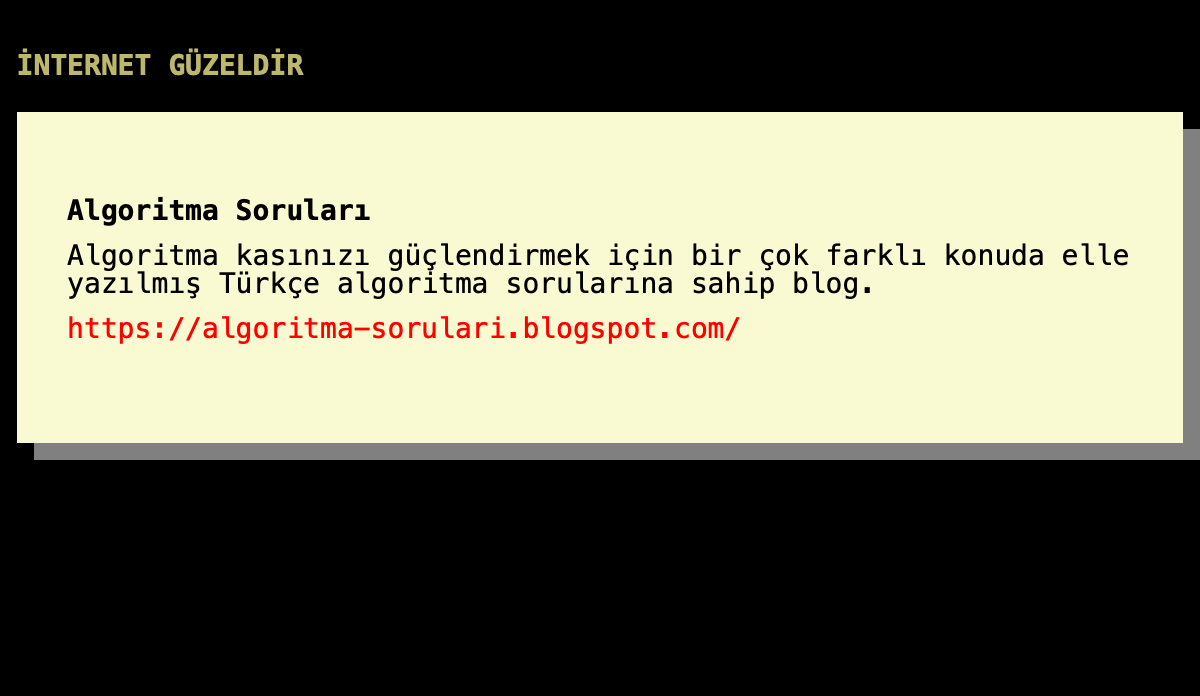 İNTERNET GÜZELDİR
Algoritma Soruları
Algoritma kasınızı güçlendirmek için bir çok farklı konuda elle
yazılmış Türkçe algoritma sorularına sahip blog.
https://algoritma-sorulari.blogspot.com/